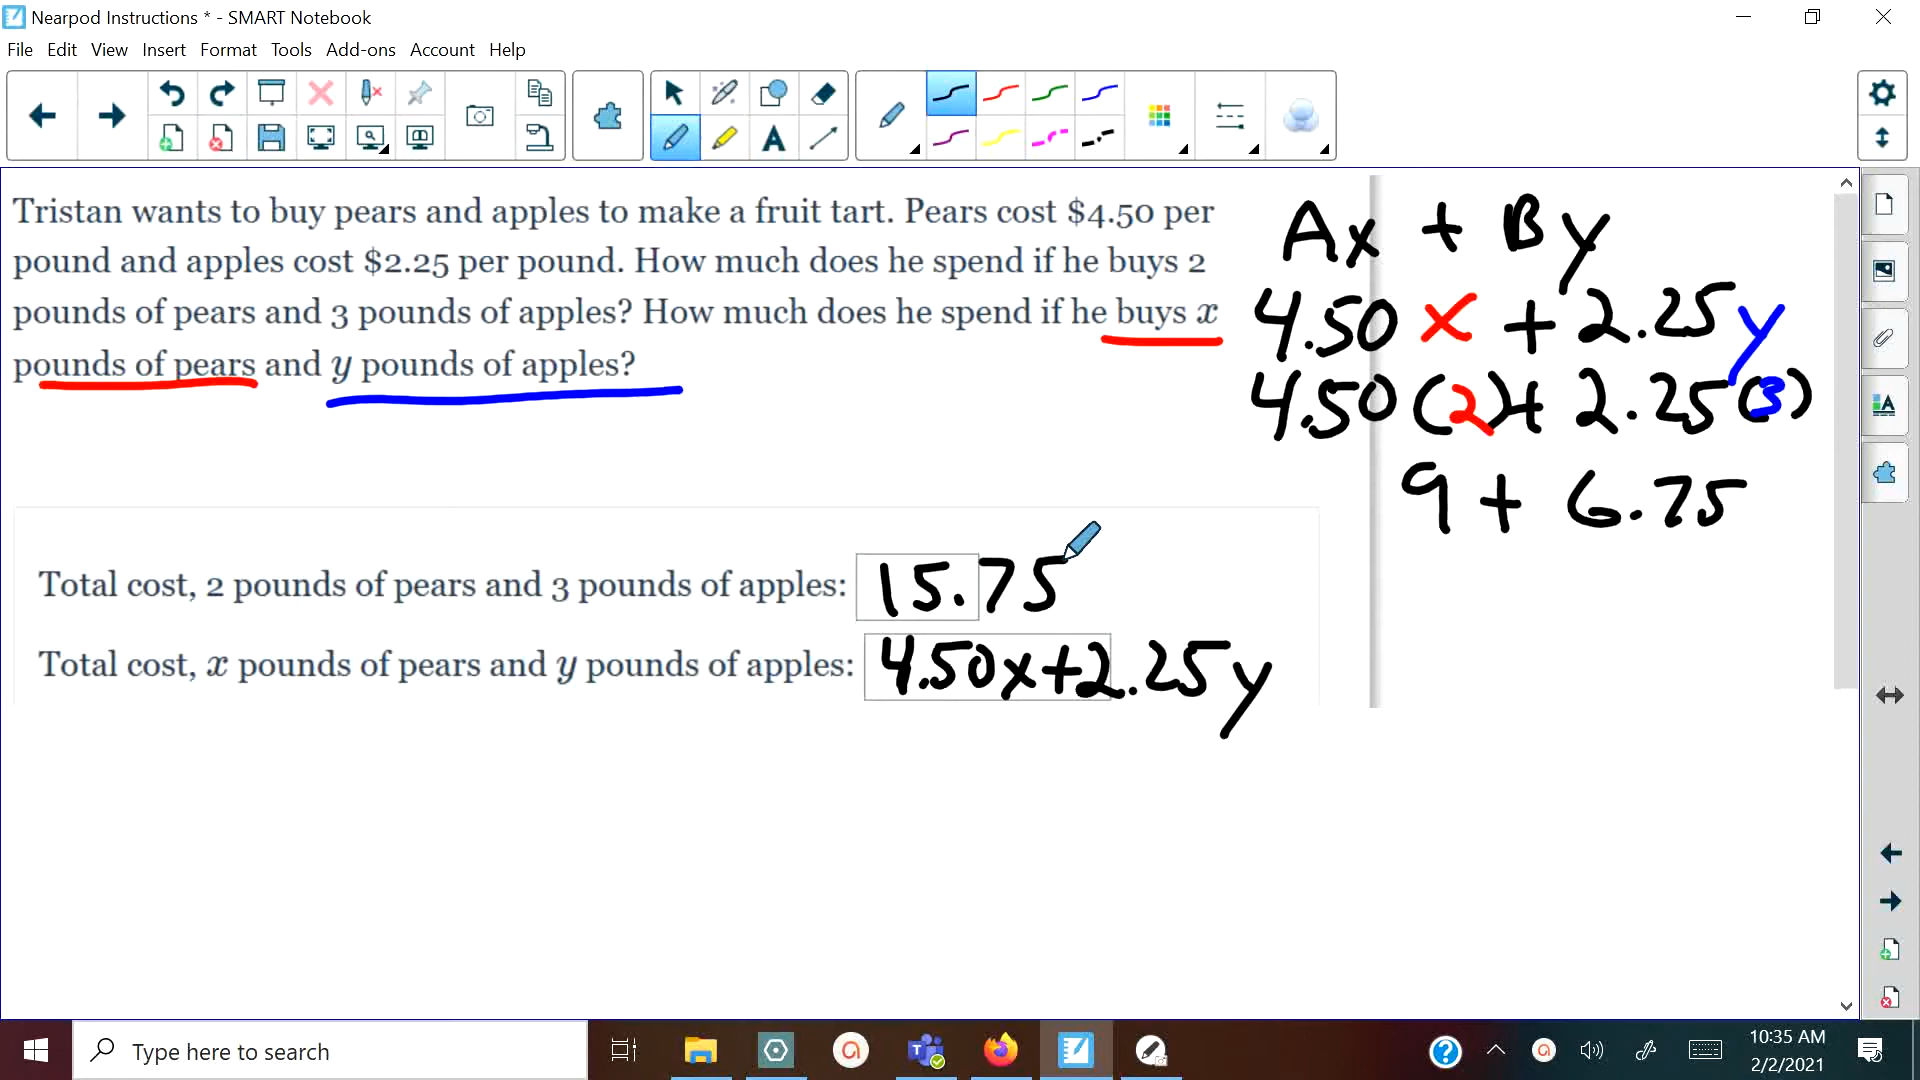 Nearpod Instructions * - SMART Notebook
File Edit View Insert Format Tools Add-ons Account Help
Tristan wants to buy pears and apples to make a fruit tart. Pears cost $4.50 per
pound and apples cost $2.25 per pound. How much does he spend if he buys 2
pounds of pears and 3 pounds of apples? How much does he spend if he buys x
pounds of pears and y pounds of apples?
Ax + By
4.50x + 2.25y
4.50(2)+ 2.25(3)
9 + 6.75
Total cost, 2 pounds of pears and 3 pounds of apples: 15.75
Total cost, x pounds of pears and y pounds of apples: 4.50x+2.25y
Type here to search
10:35 AM
2/2/2021